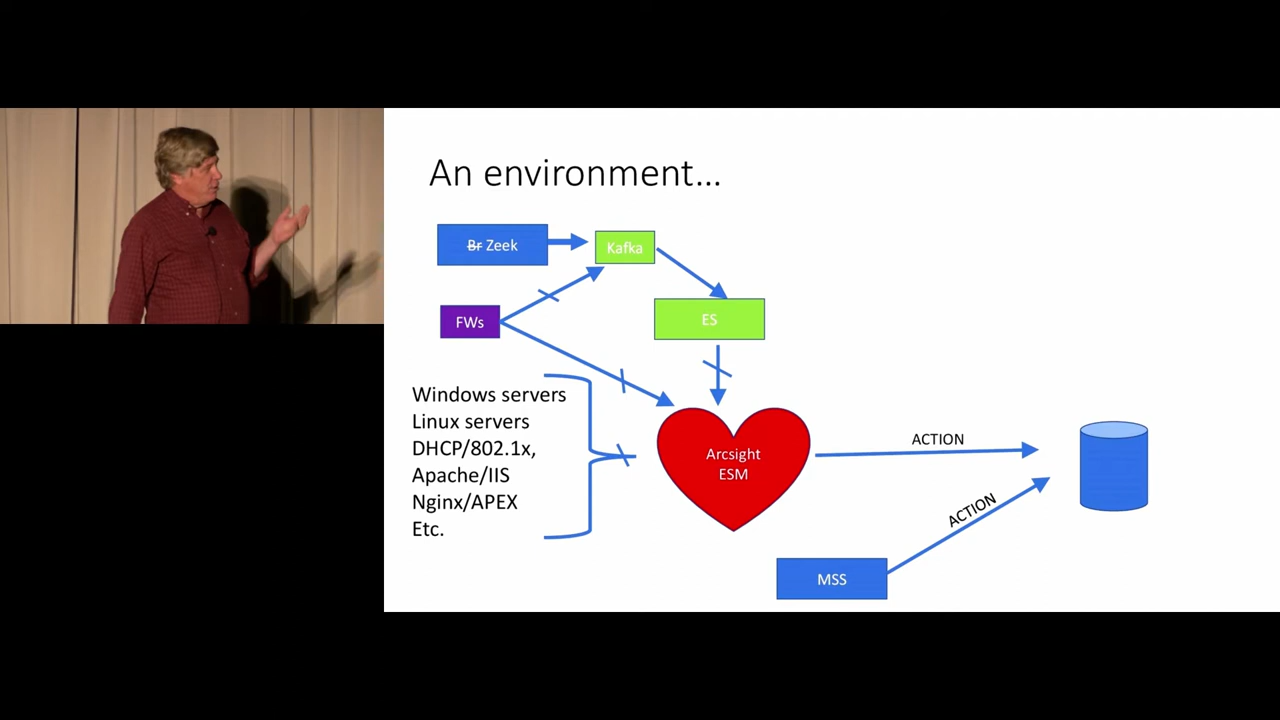 An environment...
Br Zeek
Kafka
FWs
ES
Windows servers
Linux servers
DHCP/802.1x,
Apache/IIS
Nginx/APEX
Etc.
Arcsight
ESM
ACTION
ACTION
MSS